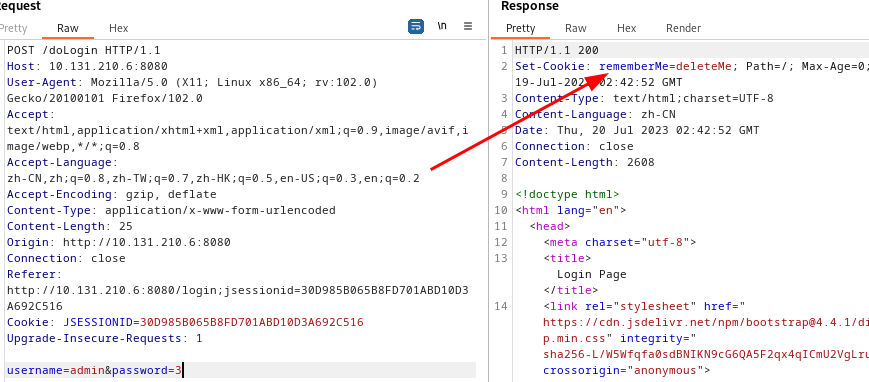 Request
Pretty Raw Hex
\n
POST /doLogin HTTP/1.1
Host: 10.131.210.6:8080
User-Agent: Mozilla/5.0 (X11; Linux x86_64; rv:102.0)
Gecko/20100101 Firefox/102.0
Accept:
text/html,application/xhtml+xml,application/xml;q=0.9,image/avif,i
mage/webp,*/*;q=0.8
Accept-Language:
zh-CN,zh;q=0.8,zh-TW;q=0.7,zh-HK;q=0.5,en-US;q=0.3,en;q=0.2
Accept-Encoding: gzip, deflate
Content-Type: application/x-www-form-urlencoded
Content-Length: 25
Origin: http://10.131.210.6:8080
Connection: close
Referer:
http://10.131.210.6:8080/login;jsessionid=30D985B065B8FD701ABD10D3
A692C516
Cookie: JSESSIONID=30D985B065B8FD701ABD10D3A692C516
Upgrade-Insecure-Requests: 1
username=admin&password=3
Response
Pretty Raw Hex Render
1 HTTP/1.1 200
2 Set-Cookie: rememberMe=deleteMe; Path=/; Max-Age=0;
19-Jul-2023 02:42:52 GMT
3 Content-Type: text/html;charset=UTF-8
4 Content-Language: zh-CN
5 Date: Thu, 20 Jul 2023 02:42:52 GMT
6 Connection: close
7 Content-Length: 2608
8
9 <!doctype html>
10 <html lang="en">
11 <head>
12 <meta charset="utf-8">
13 <title>
Login Page
</title>
14 <link rel="stylesheet" href="
https://cdn.jsdelivr.net/npm/bootstrap@4.4.1/di
p.min.css" integrity="
sha256-L/W5Wfqfa0sdBNIKN9cG6QA5F2qx4qICmU2VgLru
crossorigin="anonymous">